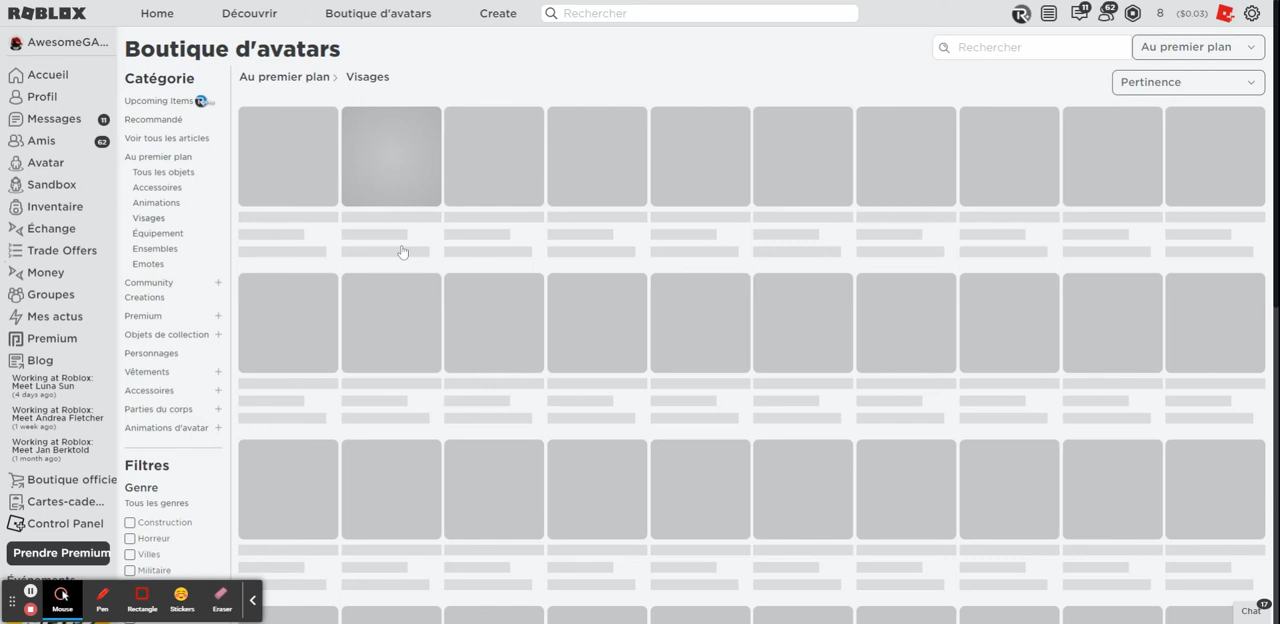 ROBLOX
Home
Découvrir
Boutique d'avatars
Create
Rechercher
11
62
8
($0.03)
AwesomeGA...
Accueil
Profil
Messages
11
Amis
62
Avatar
Sandbox
Inventaire
Échange
Trade Offers
Money
Groupes
Mes actus
Premium
Blog
Working at Roblox:
Meet Luna Sun
(4 days ago)
Working at Roblox:
Meet Andrea Fletcher
(1 week ago)
Working at Roblox:
Meet Jan Berktold
(1 month ago)
Boutique officie
Cartes-cade...
Control Panel
Prendre Premium
Boutique d'avatars
Rechercher
Au premier plan
Catégorie
Au premier plan > Visages
Pertinence
Upcoming Items
Recommandé
Voir tous les articles
Au premier plan
Tous les objets
Accessoires
Animations
Visages
Équipement
Ensembles
Emotes
Community +
Creations
Premium +
Objets de collection +
Personnages
Vêtements +
Accessoires +
Parties du corps +
Animations d'avatar +
Filtres
Genre
Tous les genres
Construction
Horreur
Villes
Militaire
Mouse
Pen
Rectangle
Stickers
Eraser
Chat
17